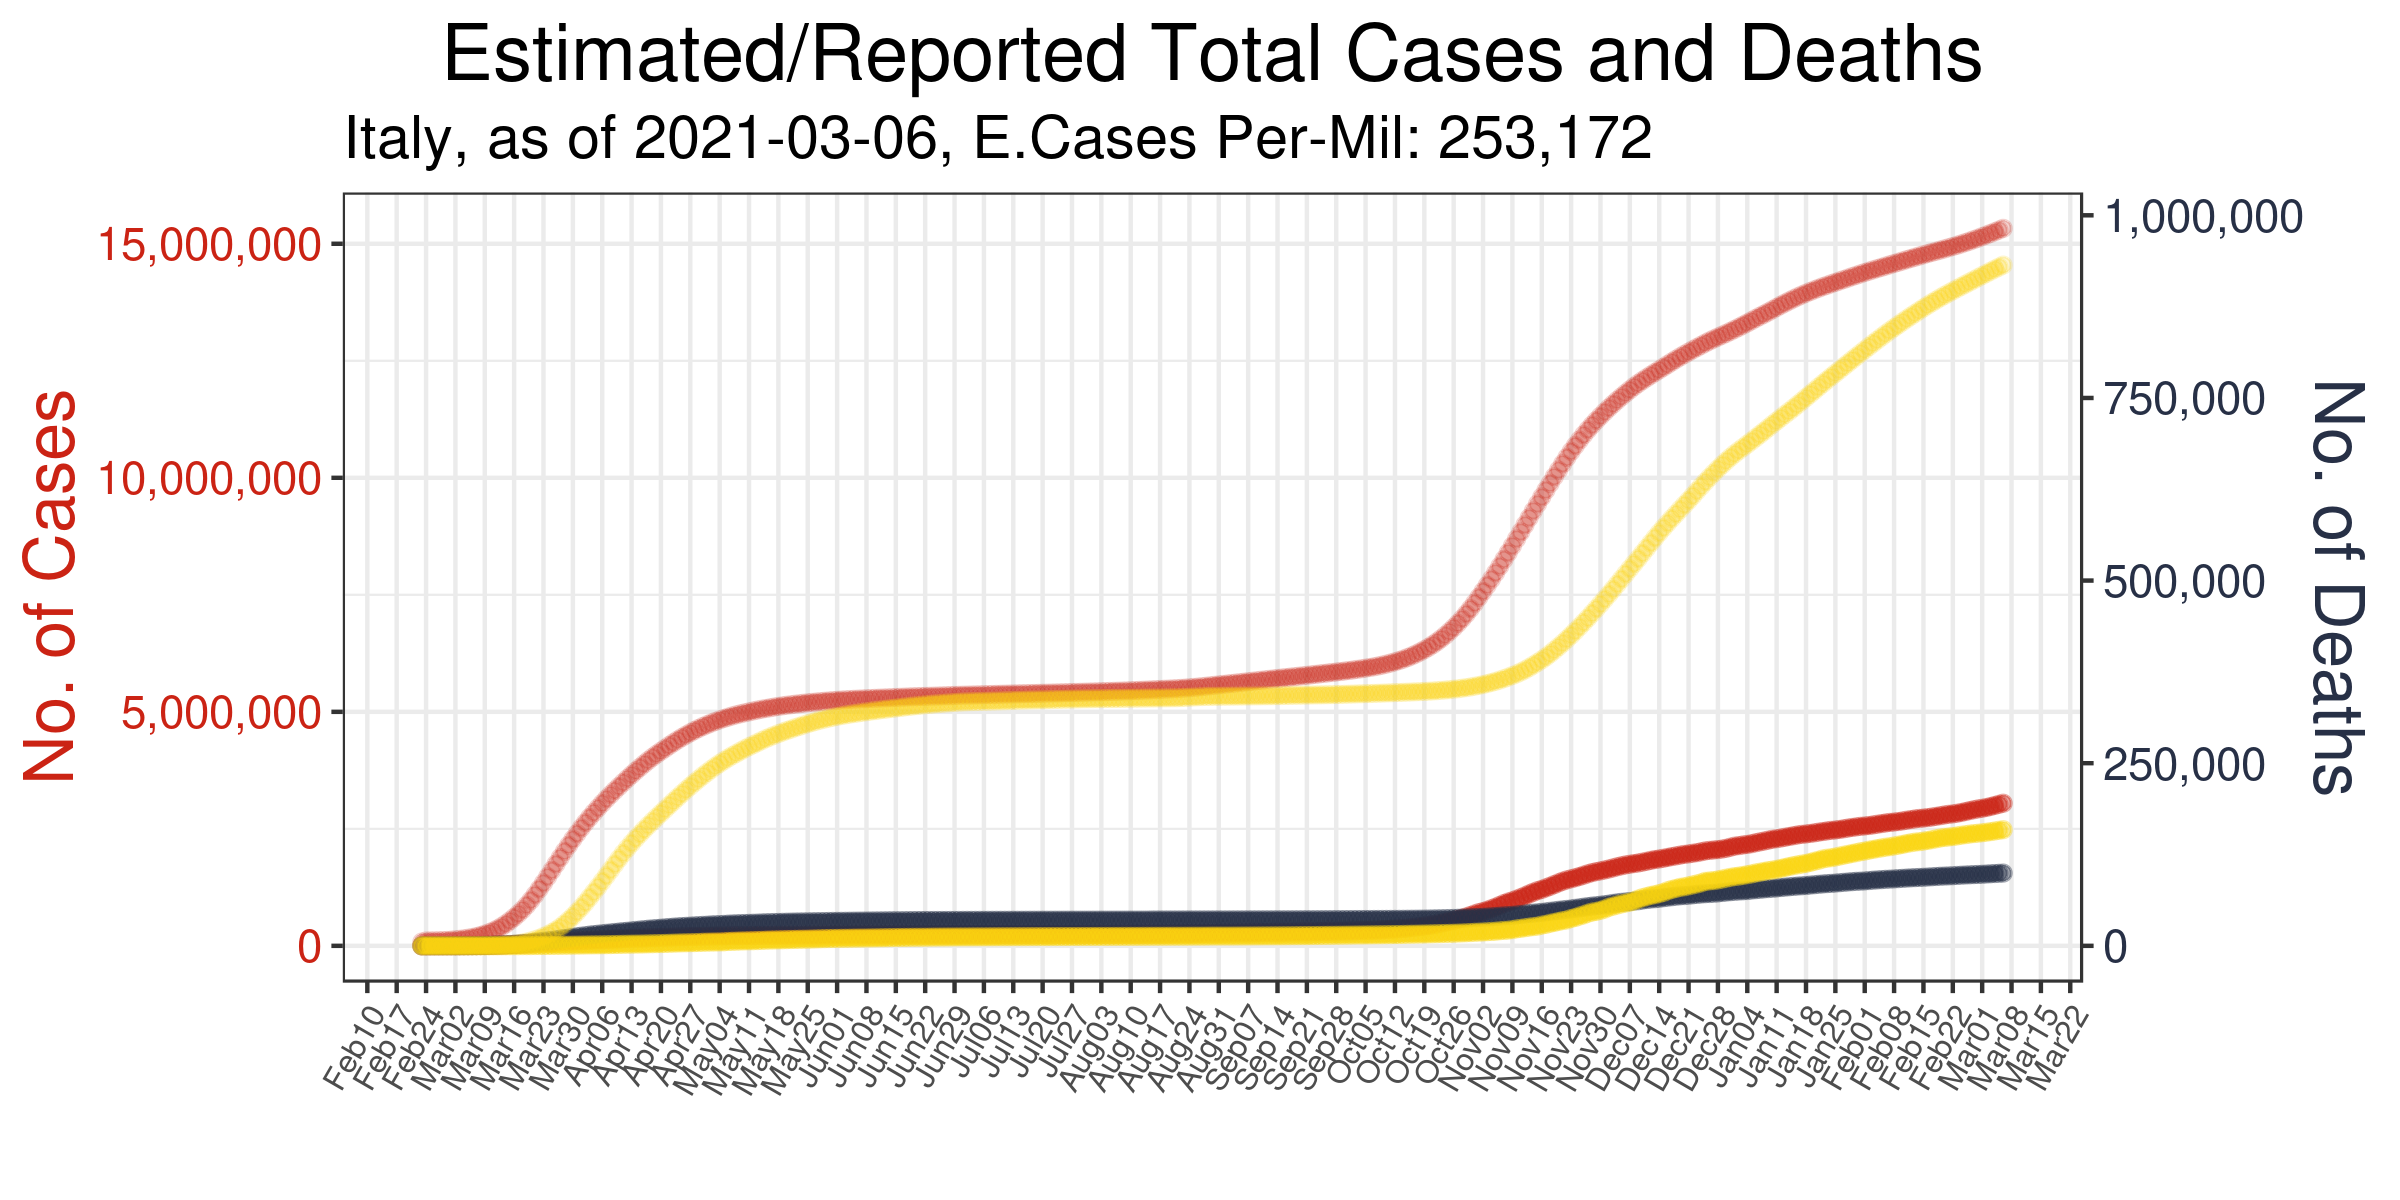 Estimated/Reported Total Cases and Deaths
Italy, as of 2021-03-06, E.Cases Per-Mil: 253,172
No. of Cases
15,000,000
10,000,000
5,000,000
0
1,000,000
750,000
500,000
250,000
0
No. of Deaths
Feb10
Feb17
Feb24
Mar02
Mar09
Mar16
Mar23
Mar30
Apr06
Apr13
Apr20
Apr27
May04
May11
May18
May25
Jun01
Jun08
Jun15
Jun22
Jun29
Jul06
Jul13
Jul20
Jul27
Aug03
Aug10
Aug17
Aug24
Aug31
Sep07
Sep14
Sep21
Sep28
Oct05
Oct12
Oct19
Oct26
Nov02
Nov09
Nov16
Nov23
Nov30
Dec07
Dec14
Dec21
Dec28
Jan04
Jan11
Jan18
Jan25
Feb01
Feb08
Feb15
Feb22
Mar01
Mar08
Mar15
Mar22